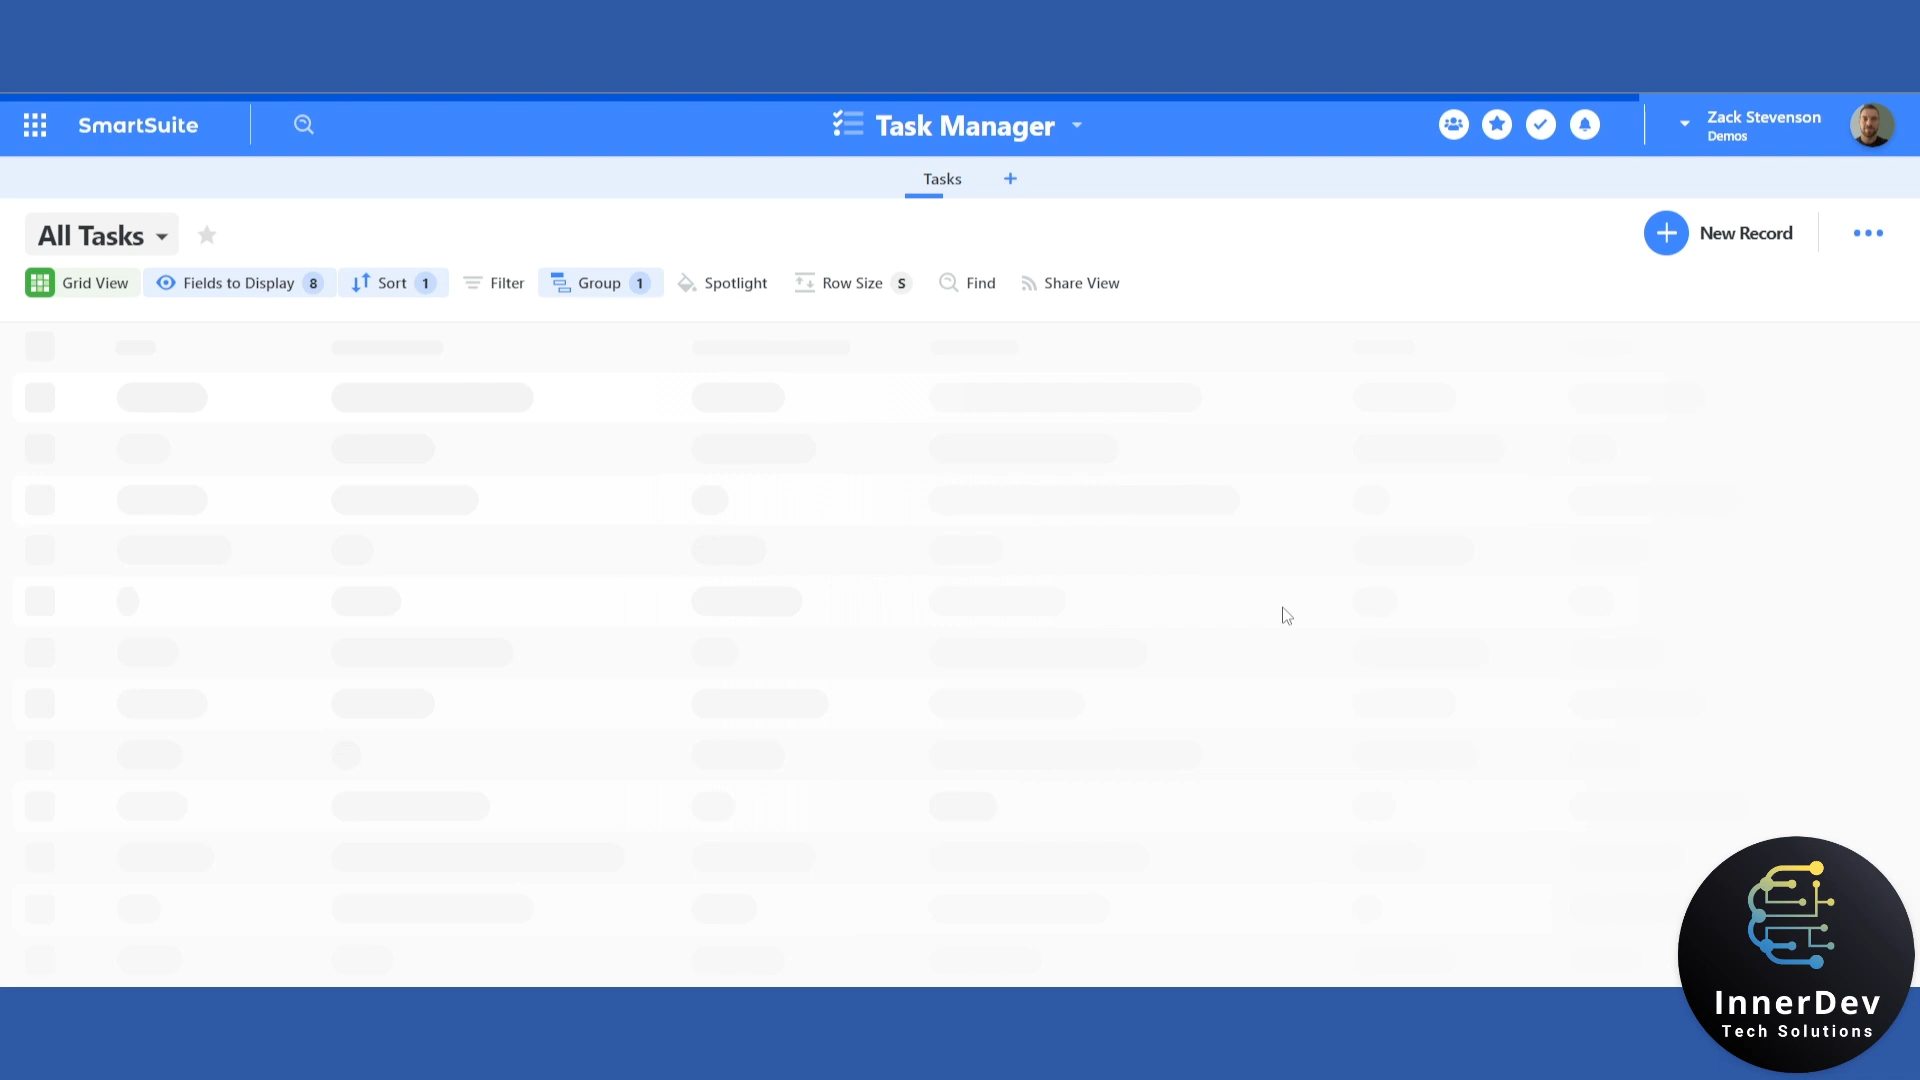 SmartSuite
Task Manager
Zack Stevenson
Demos
Tasks +
All Tasks
New Record
Grid View Fields to Display 8 Sort 1 Filter Group 1 Spotlight Row Size S Find Share View
InnerDev
Tech Solutions